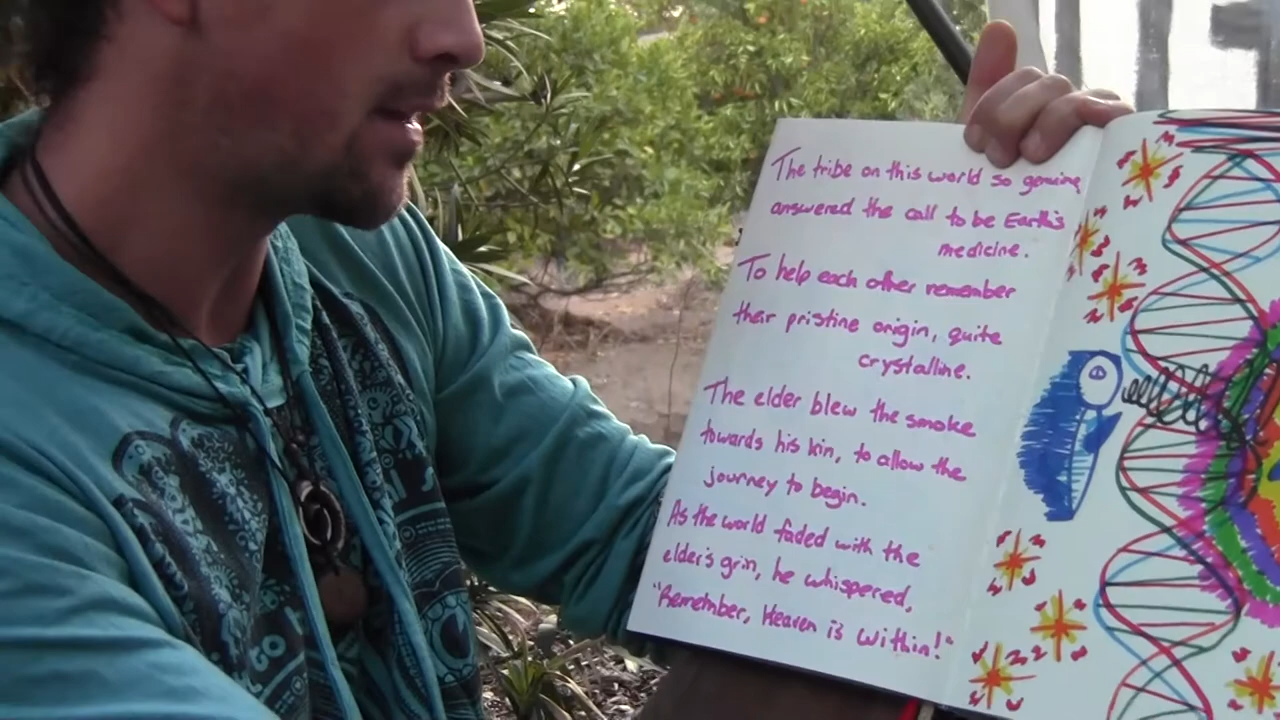 The tribe on this world so genuine
answered the call to be Earth's
medicine.
To help each other remember
their pristine origin, quite
crystalline.
The elder blew the smoke
towards his kin, to allow the
journey to begin.
As the world faded with the
elder's grin, he whispered,
"Remember, Heaven is Within!"